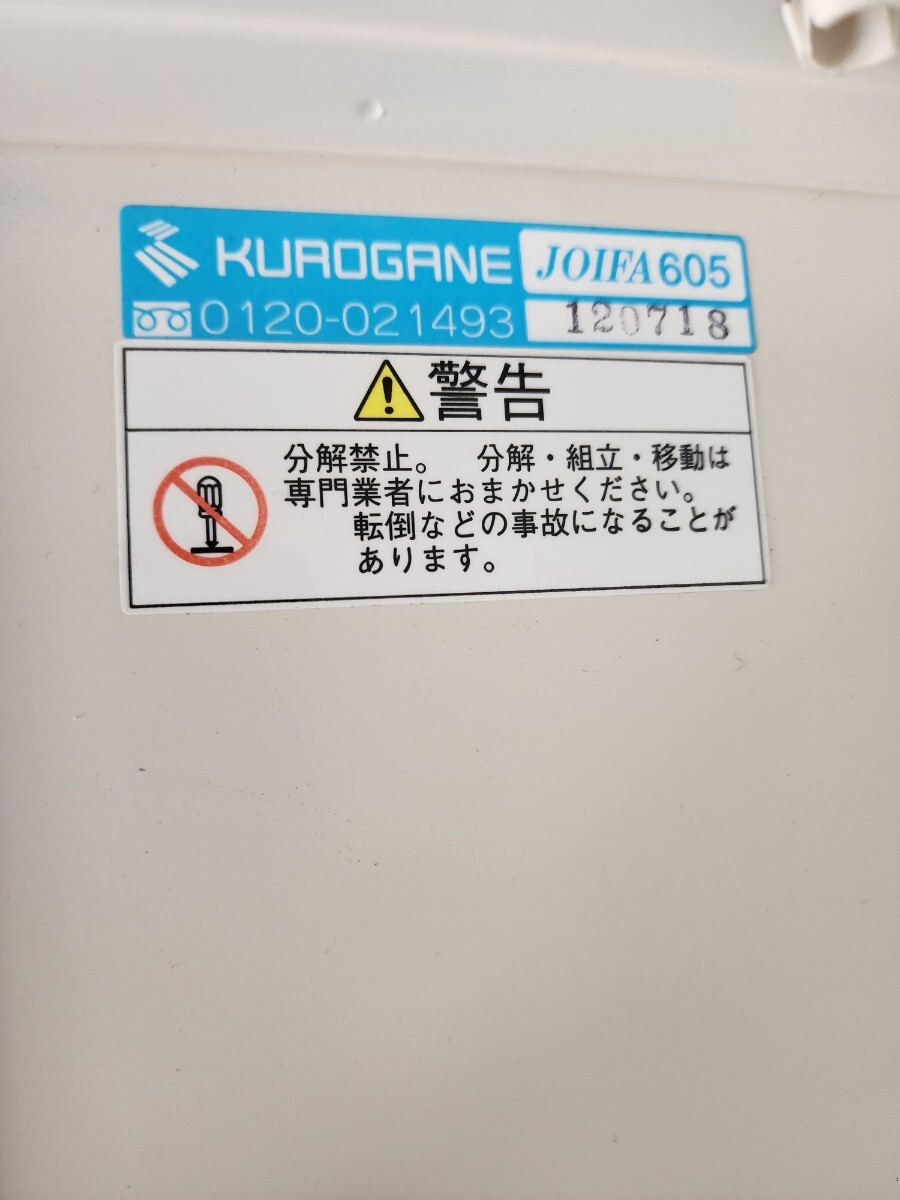 KUROGANE JOIFA 605
0120-021493 120718
警告
分解禁止。 分解・組立・移動は
専門業者におまかせください。
転倒などの事故になることが
あります。